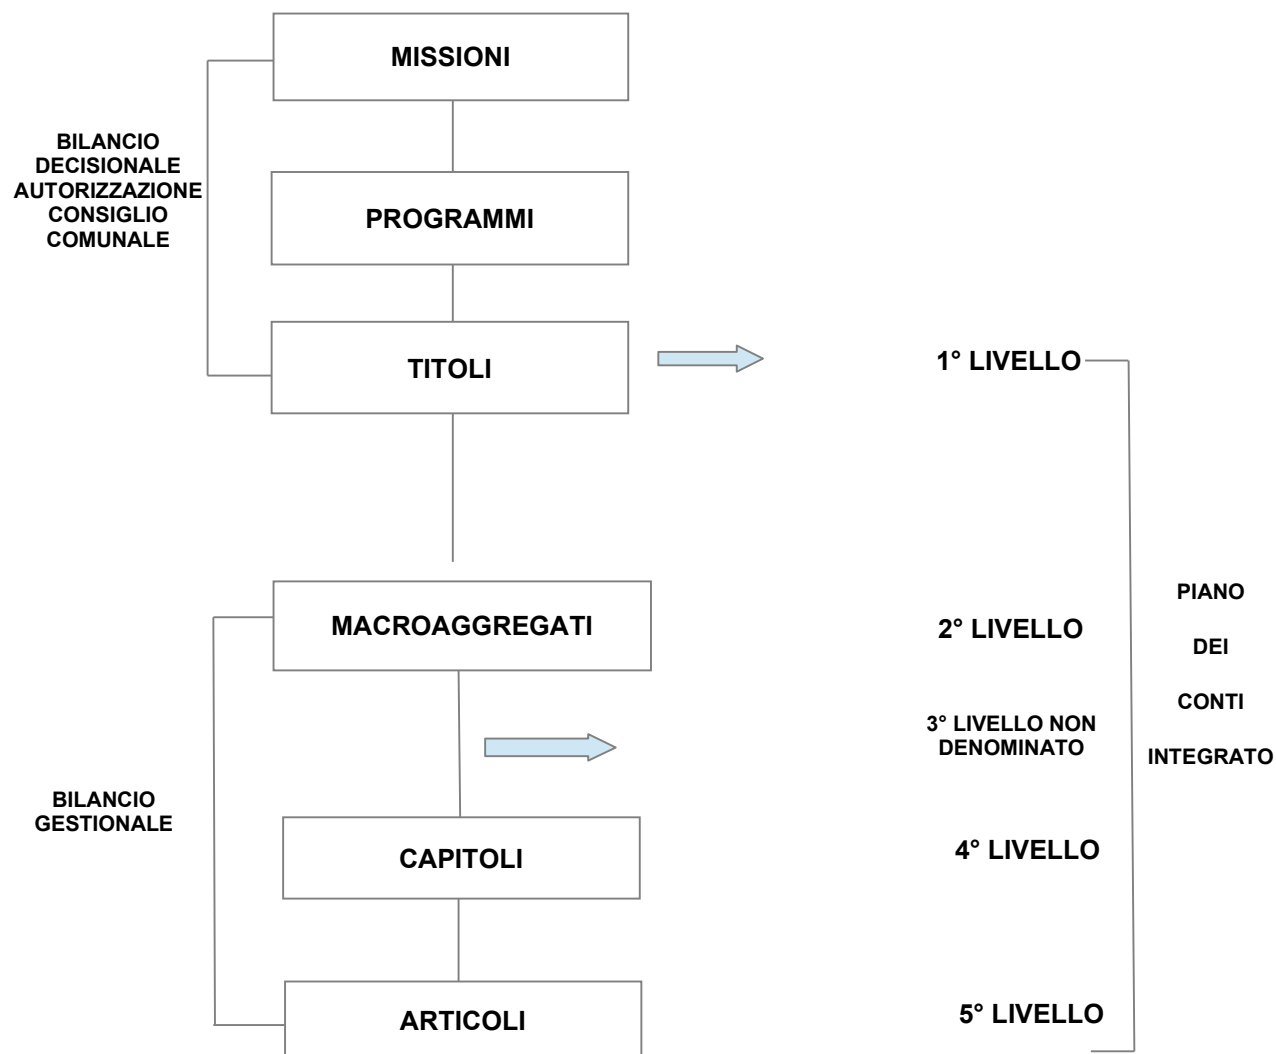 MISSIONI
BILANCIO
DECISIONALE
AUTORIZZAZIONE
CONSIGLIO
COMUNALE
PROGRAMMI
TITOLI
1° LIVELLO
MACROAGGREGATI
2° LIVELLO
3° LIVELLO NON
DENOMINATO
PIANO
DEI
CONTI
INTEGRATO
BILANCIO
GESTIONALE
CAPITOLI
4° LIVELLO
ARTICOLI
5° LIVELLO